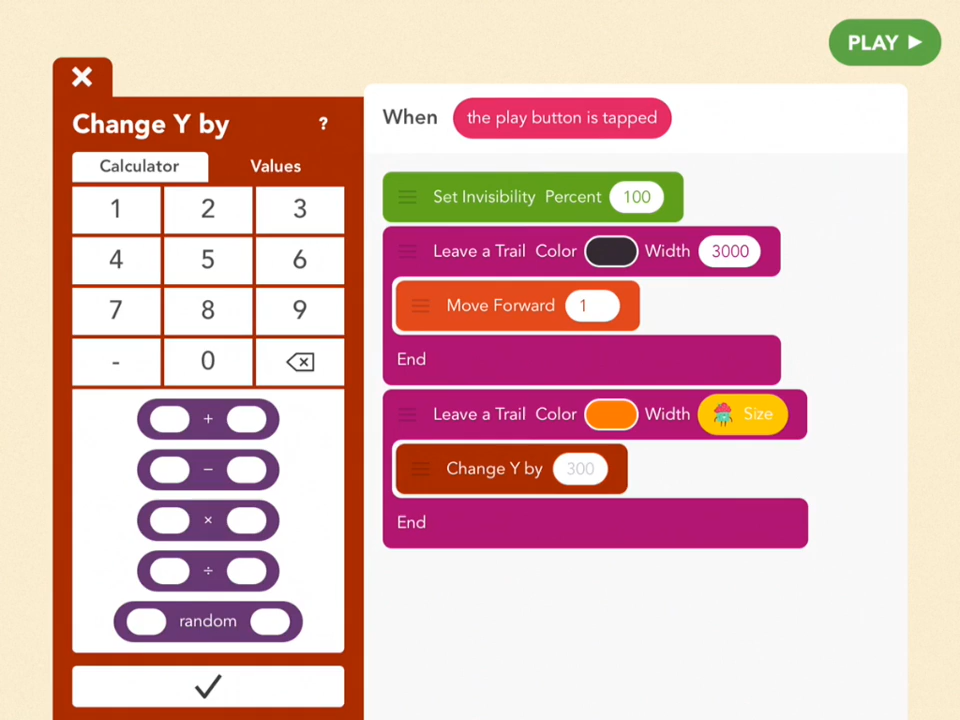 PLAY
Change Y by ?
Calculator Values
1 2 3
4 5 6
7 8 9
- 0
+
−
×
÷
random
When the play button is tapped
Set Invisibility Percent 100
Leave a Trail Color Width 3000
Move Forward 1
End
Leave a Trail Color Width Size
Change Y by 300
End